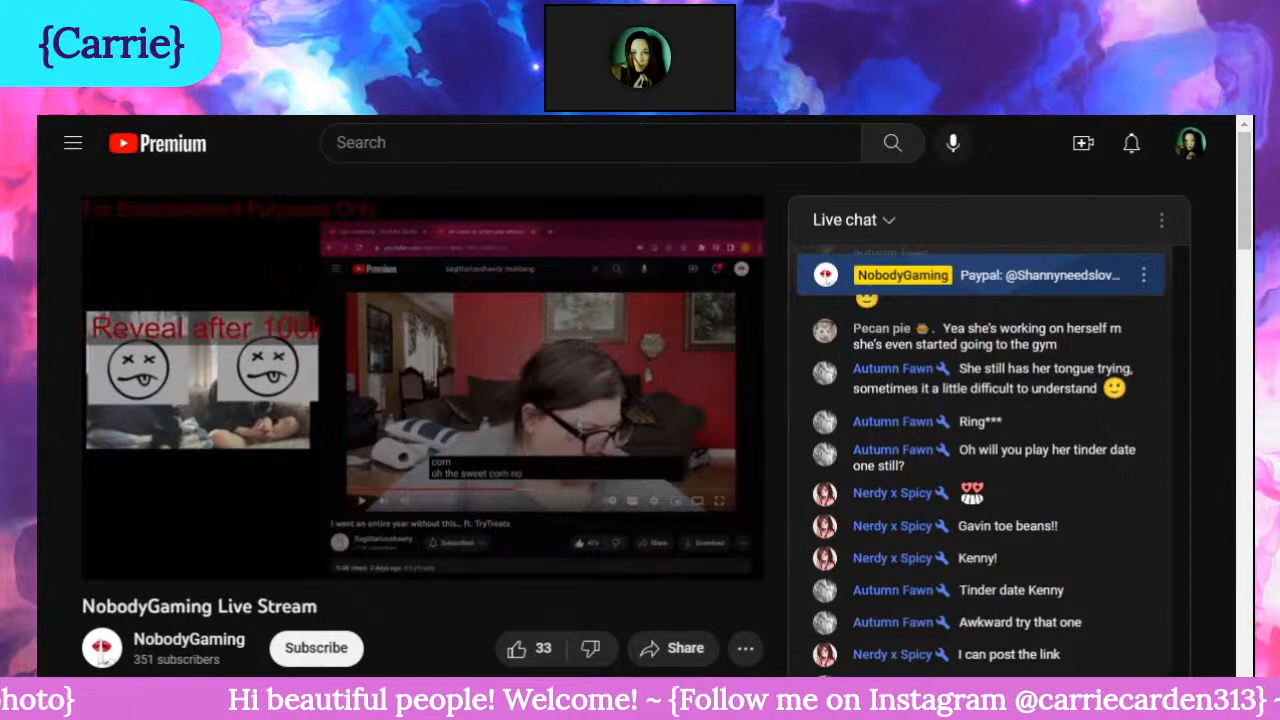 {Carrie}
Premium
Search
For Entertainment Purposes Only
Reveal after 100k
Premium
corn
oh the sweet corn no
I went an entire year without this... ft. TryTreats
Subscribed
Share
Download
NobodyGaming Live Stream
NobodyGaming
351 subscribers
Subscribe
33
Share
Live chat
NobodyGaming Paypal: @Shannyneedslov...
Pecan pie . Yea she's working on herself m
she's even started going to the gym
Autumn Fawn She still has her tongue trying,
sometimes it a little difficult to understand
Autumn Fawn Ring***
Autumn Fawn Oh will you play her tinder date
one still?
Nerdy x Spicy
Nerdy x Spicy Gavin toe beans!!
Nerdy x Spicy Kenny!
Autumn Fawn Tinder date Kenny
Autumn Fawn Awkward try that one
Nerdy x Spicy I can post the link
photo} Hi beautiful people! Welcome! ~ {Follow me on Instagram @carriecarden313} -